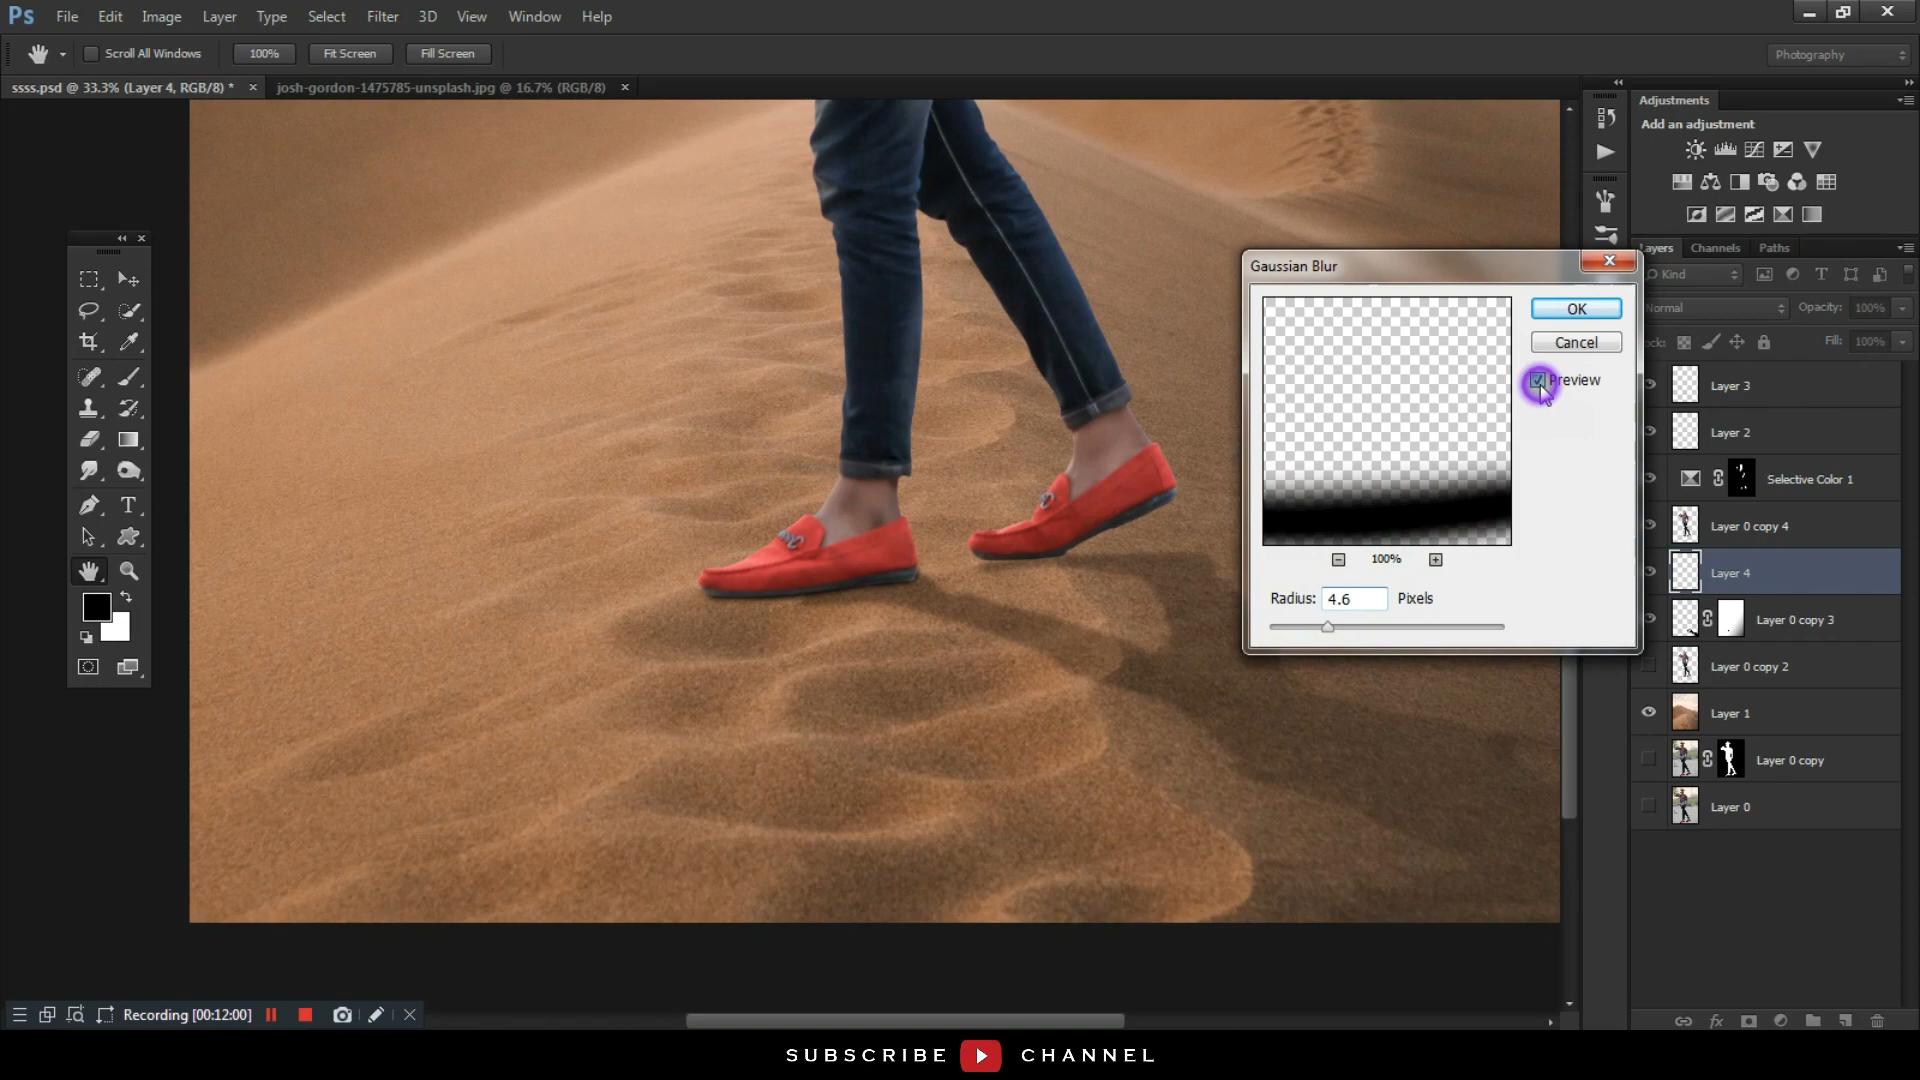 Ps File Edit Image Layer Type Select Filter 3D View Window Help
Scroll All Windows 100% Fit Screen Fill Screen Photography
ssss.psd @ 33.3% (Layer 4, RGB/8) * josh-gordon-1475785-unsplash.jpg @ 16.7% (RGB/8)
Adjustments
Add an adjustment
Layers Channels Paths
Kind
Normal Opacity: 100%
Fill: 100%
Gaussian Blur
OK
Cancel
Preview
100%
Radius: 4.6 Pixels
Layer 3
Layer 2
Selective Color 1
Layer 0 copy 4
Layer 4
Layer 0 copy 3
Layer 0 copy 2
Layer 1
Layer 0 copy
Layer 0
Recording [00:12:00]
SUBSCRIBE CHANNEL